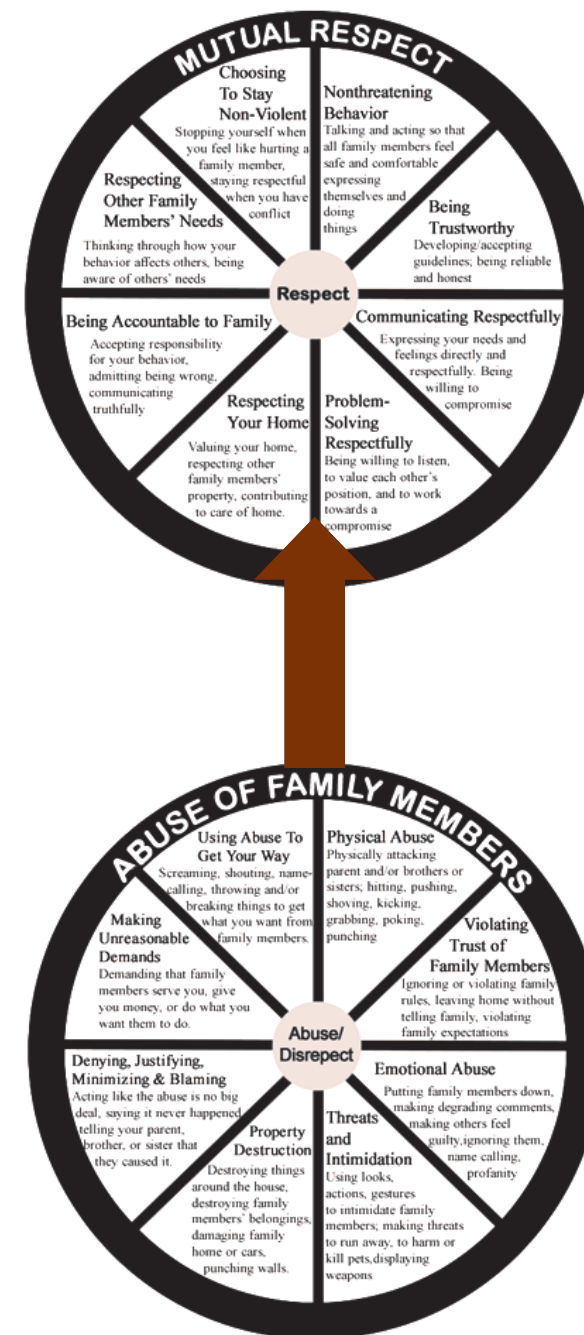 MUTUAL RESPECT
Choosing
To Stay
Non-Violent
Stopping yourself when
you feel like hurting a
family member,
staying respectful
when you have
conflict
Nonthreatening
Behavior
Talking and acting so that
all family members feel
safe and comfortable
expressing
themselves and
doing
things
Respecting
Other Family
Members' Needs
Thinking through how your
behavior affects others, being
aware of others' needs
Being
Trustworthy
Developing/accepting
guidelines; being reliable
and honest
Respect
Being Accountable to Family
Accepting responsibility
for your behavior,
admitting being wrong,
communicating
truthfully
Communicating Respectfully
Expressing your needs and
feelings directly and
respectfully. Being
willing to
compromise
Respecting
Your Home
Valuing your home,
respecting other
family members'
property, contributing
to care of home.
Problem-
Solving
Respectfully
Being willing to listen,
to value each other's
position, and to work
towards a
compromise
ABUSE OF FAMILY MEMBERS
Using Abuse To
Get Your Way
Screaming, shouting, name-
calling, throwing and/or
breaking things to get
what you want from
family members.
Physical Abuse
Physically attacking
parent and/or brothers or
sisters; hitting, pushing,
shoving, kicking,
grabbing, poking,
punching
Making
Unreasonable
Demands
Demanding that family
members serve you, give
you money, or do what you
want them to do.
Violating
Trust of
Family Members
Ignoring or violating family
rules, leaving home without
telling family, violating
family expectations
Abuse/
Disrepect
Denying, Justifying,
Minimizing & Blaming
Acting like the abuse is no big
deal, saying it never happened
telling your parent,
brother, or sister that
they caused it.
Emotional Abuse
Putting family members down,
making degrading comments,
making others feel
guilty,ignoring them,
name calling,
profanity
Property
Destruction
Destroying things
around the house,
destroying family
members' belongings,
damaging family
home or cars,
punching walls.
Threats
and
Intimidation
Using looks,
actions, gestures
to intimidate family
members; making threats
to run away, to harm or
kill pets,displaying
weapons